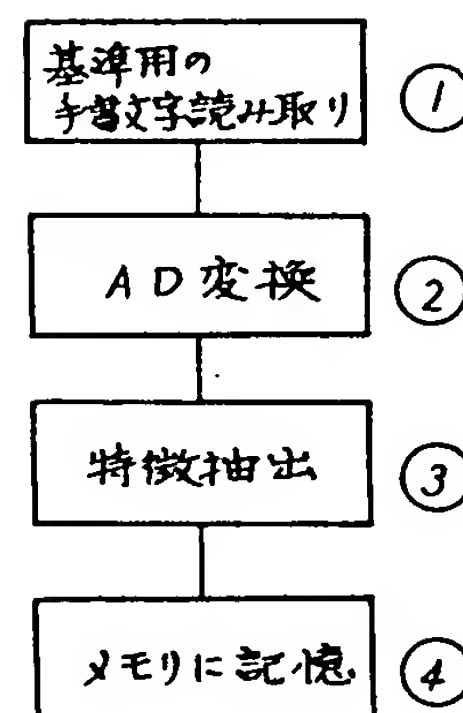 基準用の
手書文字読み取り
①
AD変換
②
特徴抽出
③
メモリに記憶
④